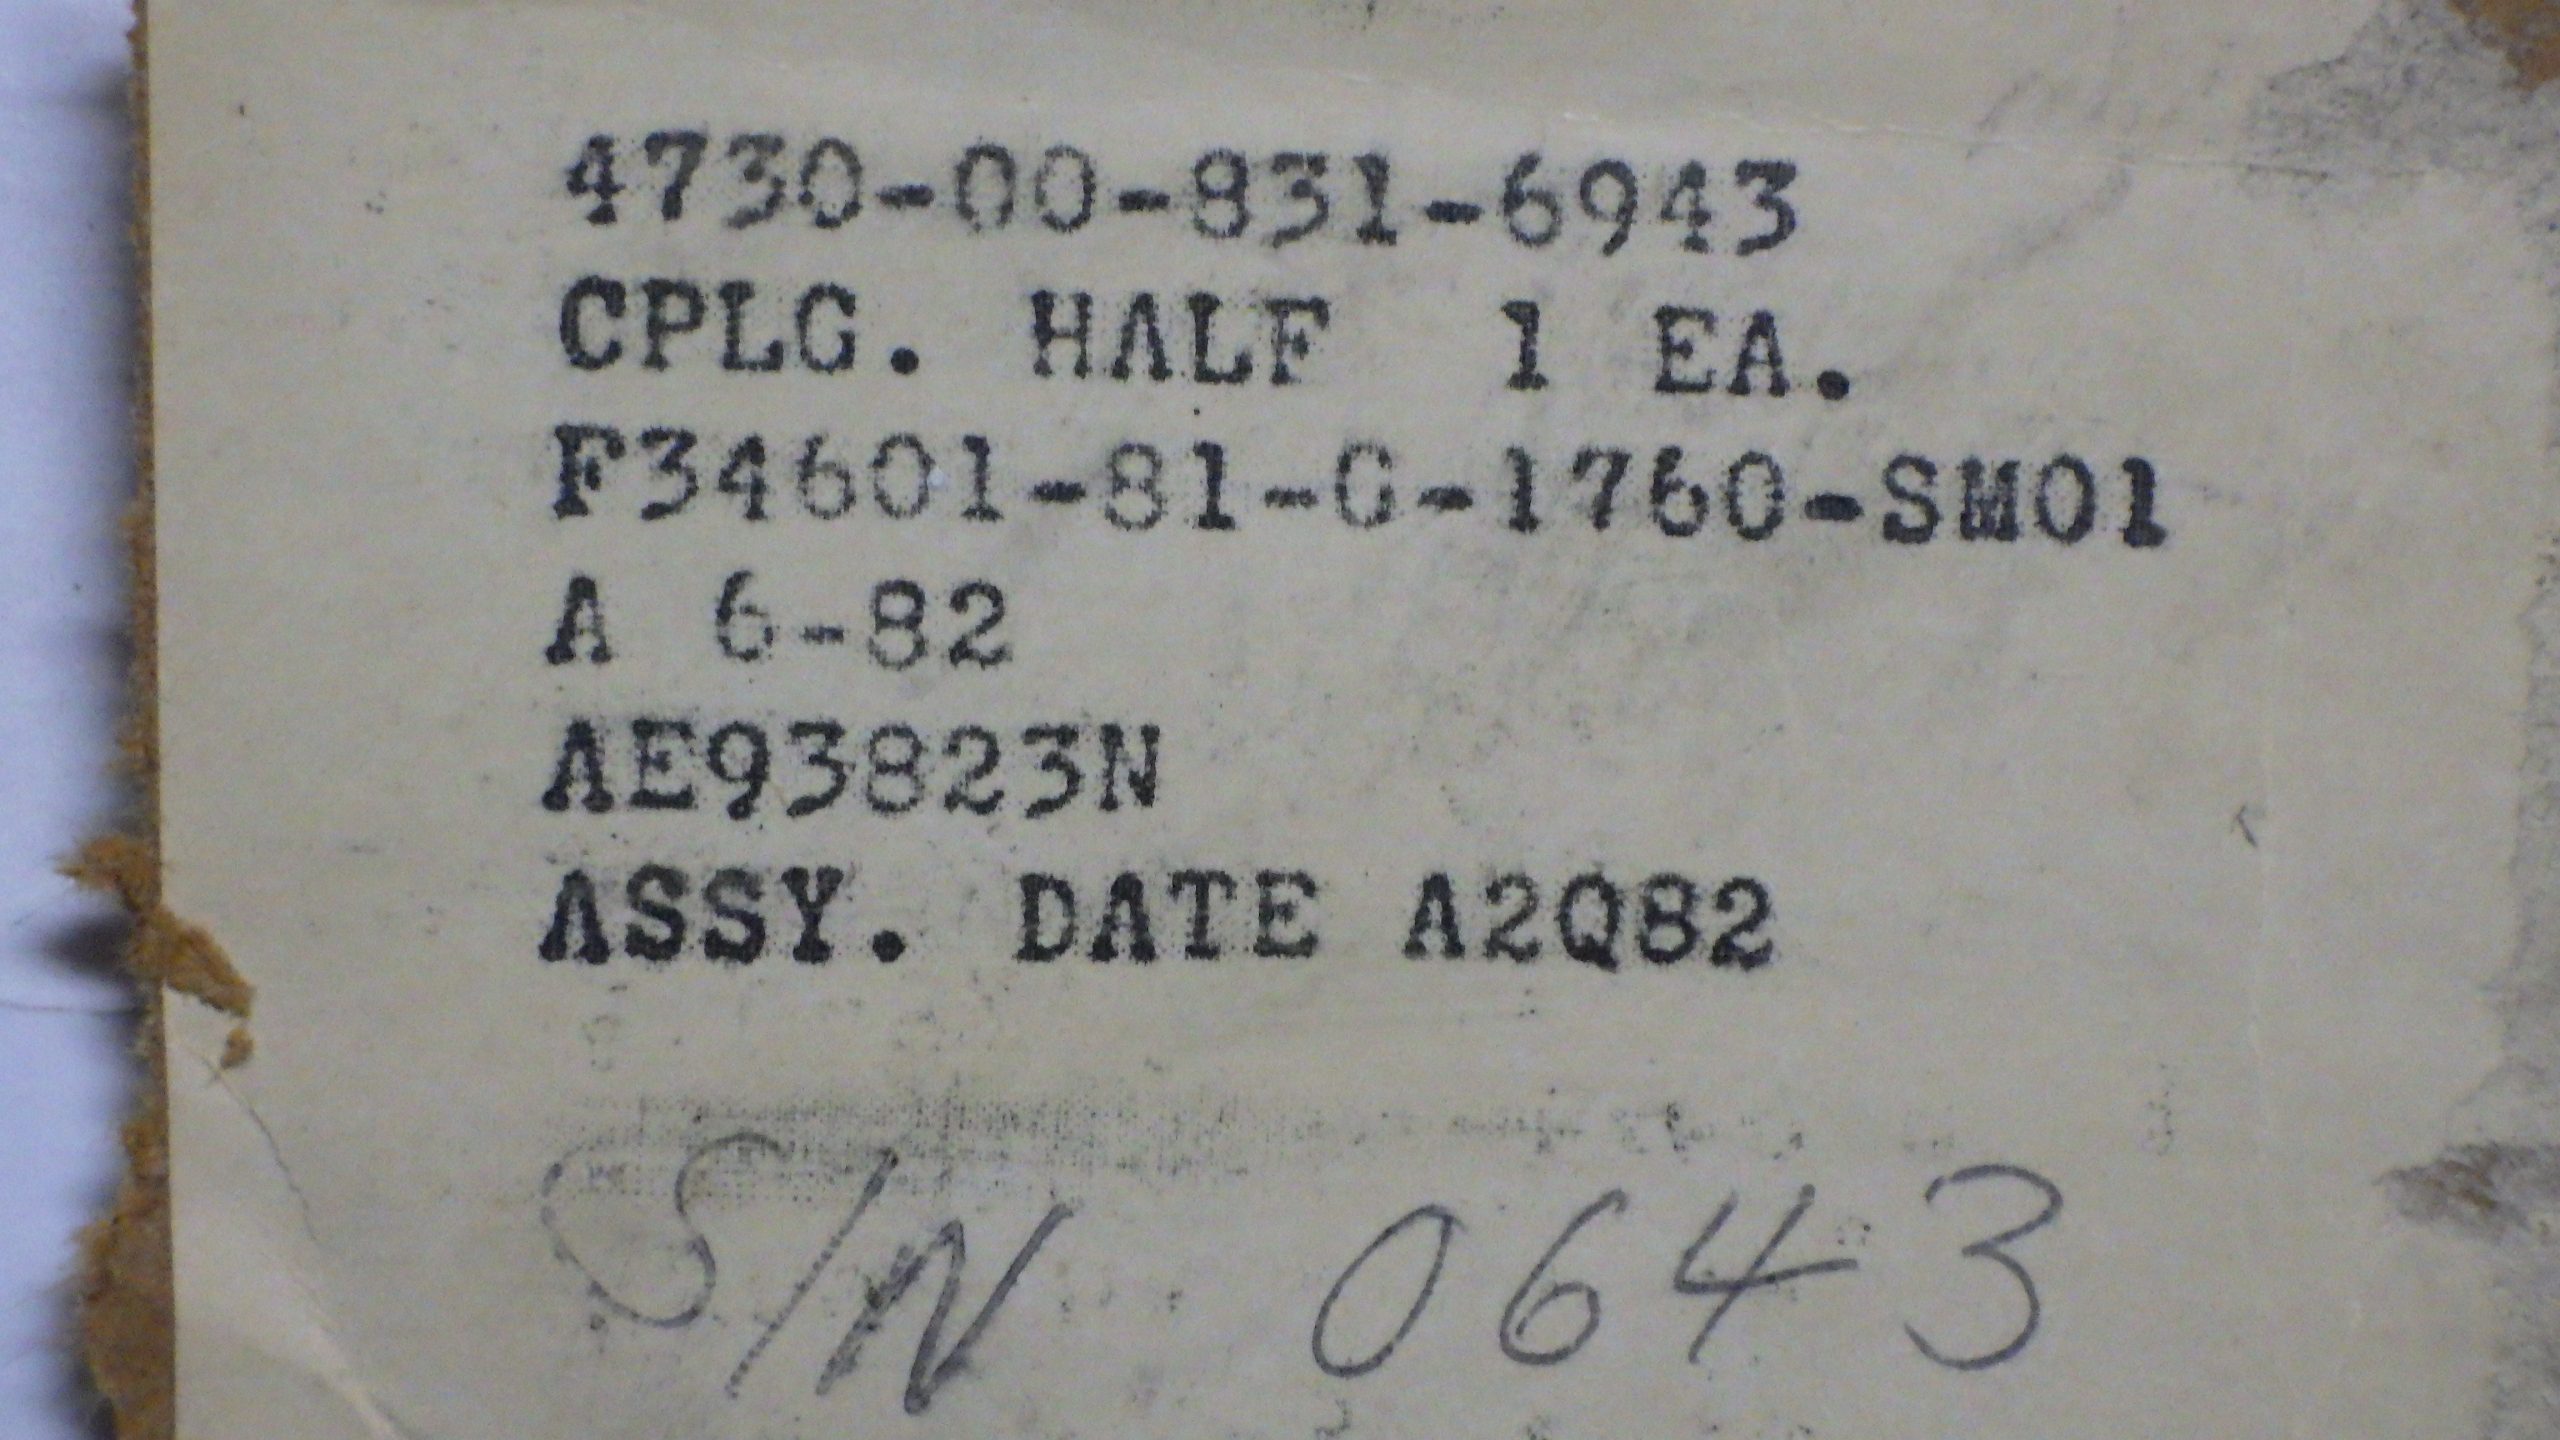 4730-00-831-6943
CPLG. HALF 1 EA.
F34601-81-G-1760-SM01
A 6-82
AE93823N
ASSY. DATE A2Q82
S/N 0643